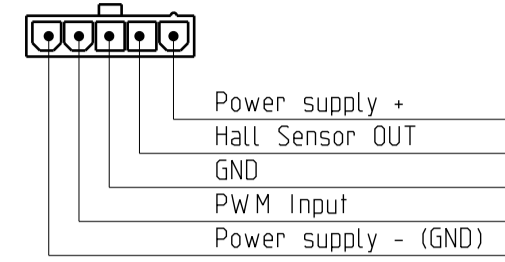 Power supply +
Hall Sensor OUT
GND
PWM Input
Power supply - (GND)